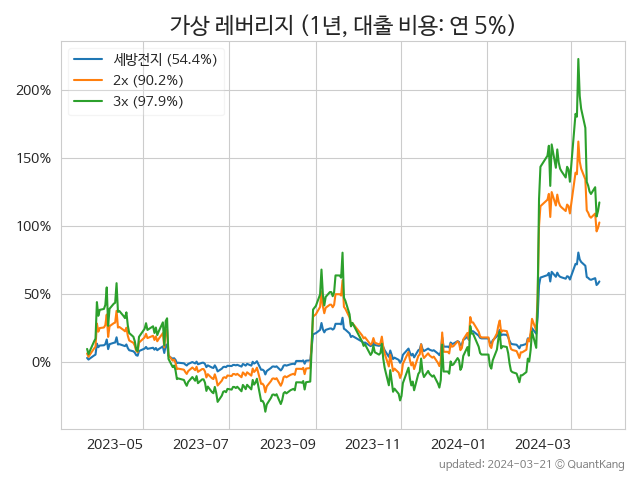 가상 레버리지 (1년, 대출 비용: 연 5%)
세방전지 (54.4%)
2x (90.2%)
3x (97.9%)
200%
150%
100%
50%
0%
2023-05 2023-07 2023-09 2023-11 2024-01 2024-03
updated: 2024-03-21 © QuantKang